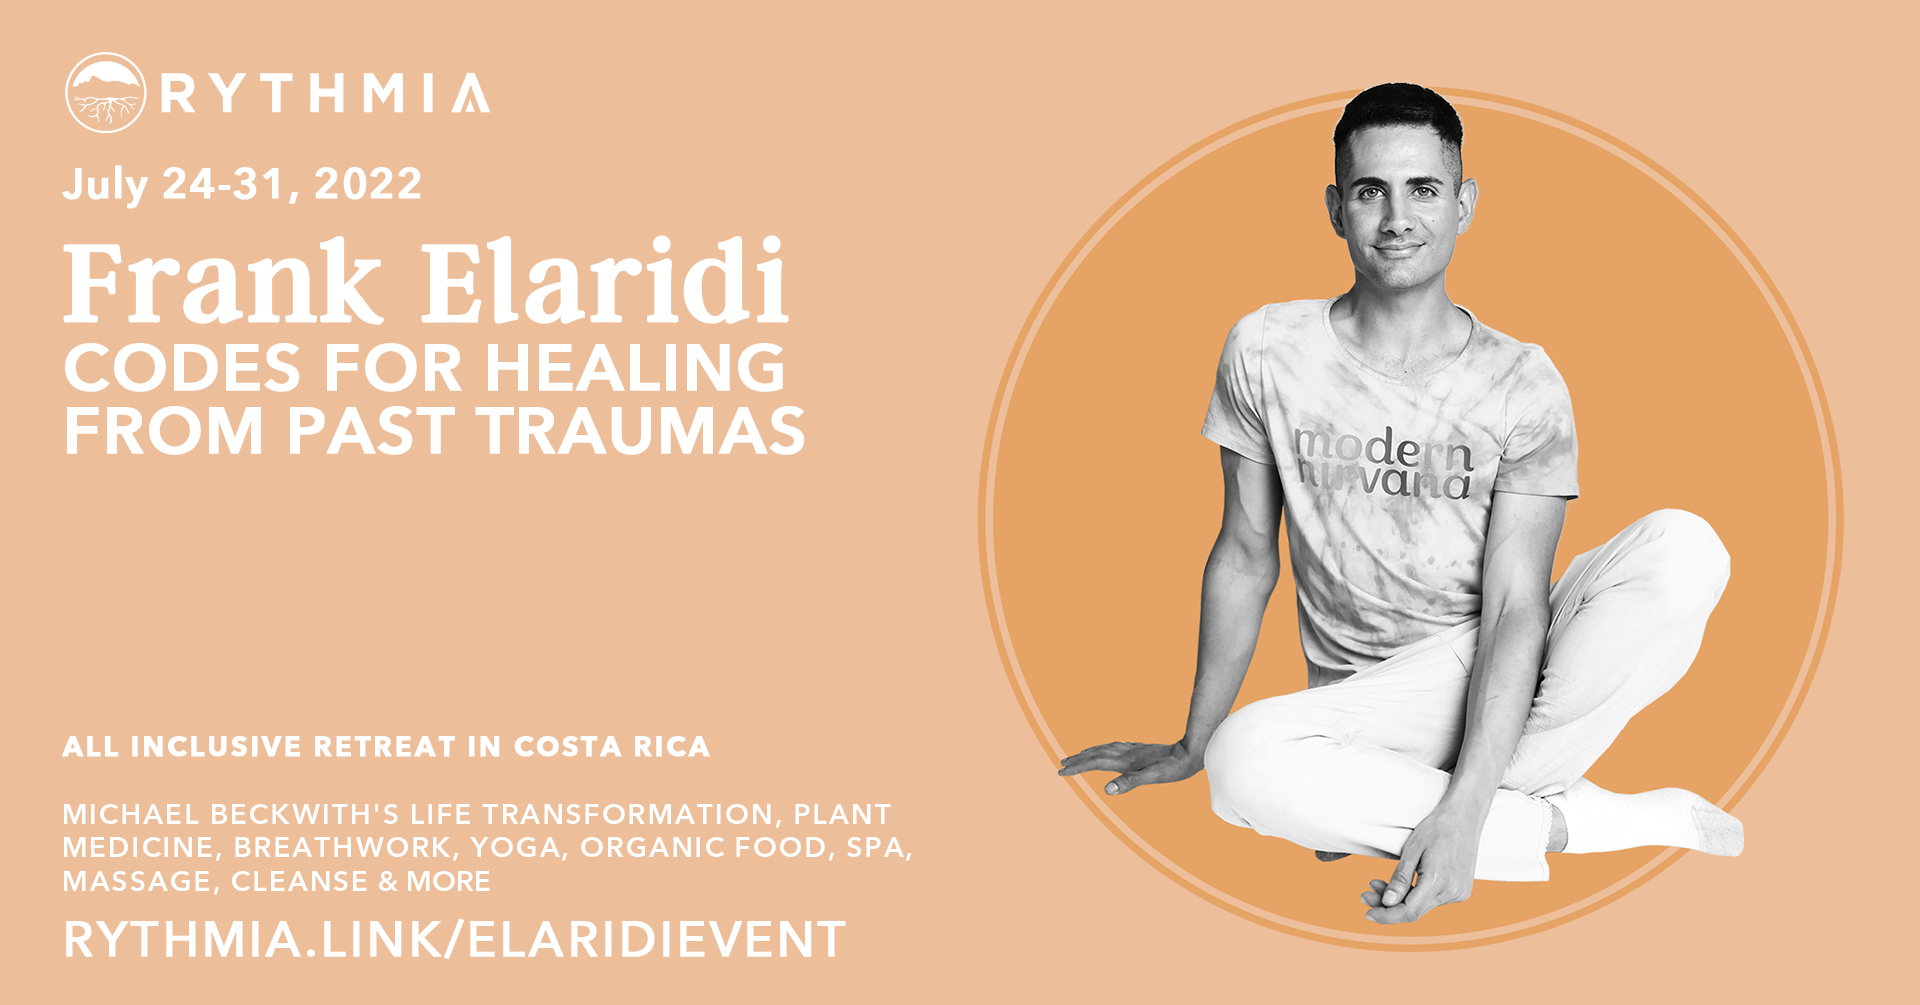 RYTHMIA
July 24-31, 2022
Frank Elaridi
CODES FOR HEALING
FROM PAST TRAUMAS
modern
nirvana
ALL INCLUSIVE RETREAT IN COSTA RICA
MICHAEL BECKWITH'S LIFE TRANSFORMATION, PLANT
MEDICINE, BREATHWORK, YOGA, ORGANIC FOOD, SPA,
MASSAGE, CLEANSE & MORE
RYTHMIA.LINK/ELARIDIEVENT